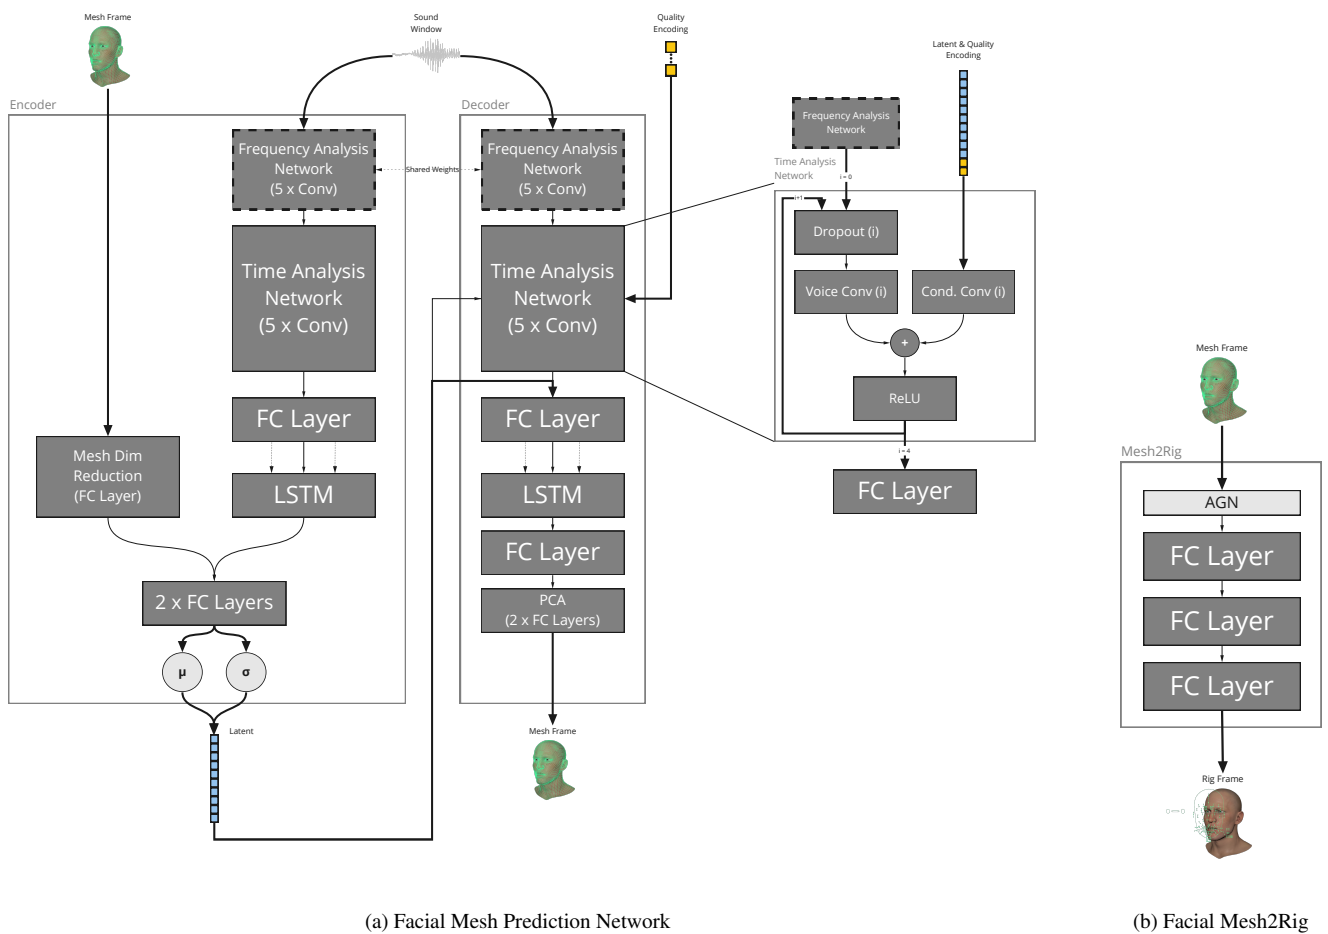 Mesh Frame
Sound
Window
Quality
Encoding
Latent & Quality
Encoding
Encoder
Decoder
Frequency Analysis
Network
(5 x Conv)
Shared Weights
Frequency Analysis
Network
(5 x Conv)
Frequency Analysis
Network
Time Analysis
Network
i = 0
i+1
Time Analysis
Network
(5 x Conv)
Time Analysis
Network
(5 x Conv)
Dropout (i)
Voice Conv (i)
Cond. Conv (i)
+
ReLU
i = 4
FC Layer
FC Layer
FC Layer
Mesh Dim
Reduction
(FC Layer)
LSTM
LSTM
FC Layer
2 x FC Layers
PCA
(2 x FC Layers)
μ
σ
Latent
Mesh Frame
Mesh Frame
Mesh2Rig
AGN
FC Layer
FC Layer
FC Layer
Rig Frame
(a) Facial Mesh Prediction Network
(b) Facial Mesh2Rig